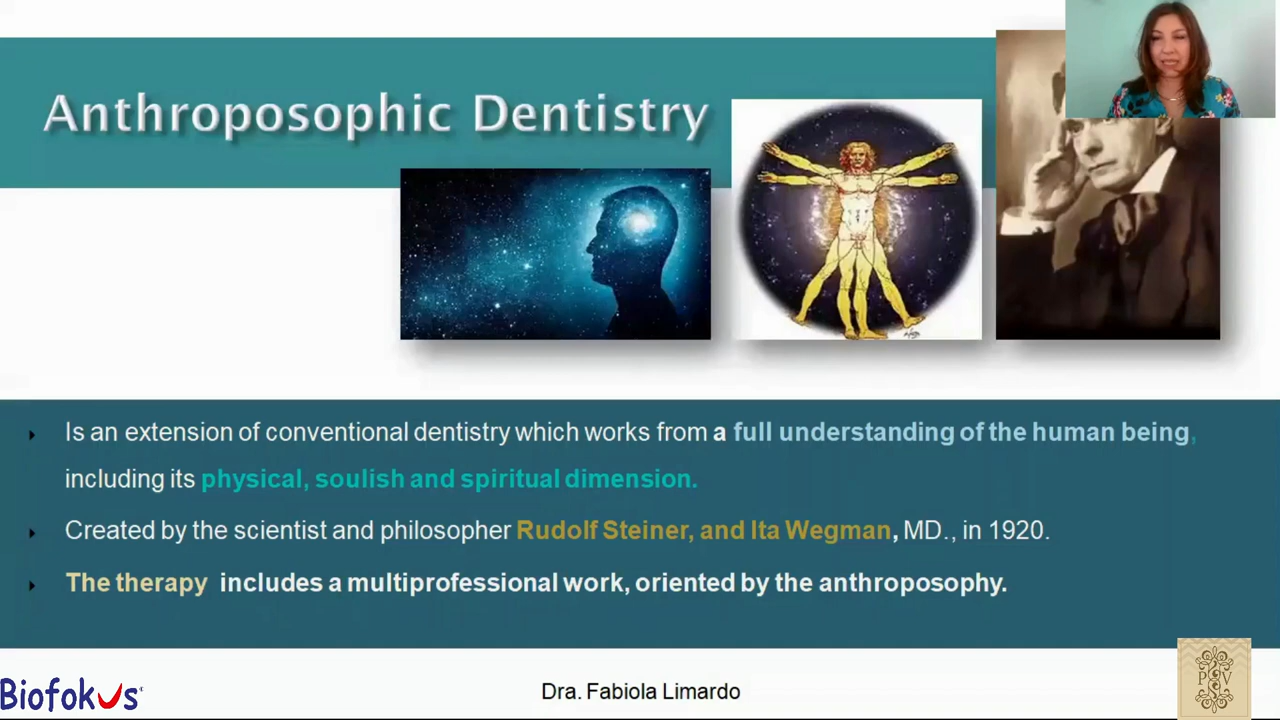 Anthroposophic Dentistry
Is an extension of conventional dentistry which works from a full understanding of the human being,
including its physical, soulish and spiritual dimension.
Created by the scientist and philosopher Rudolf Steiner, and Ita Wegman, MD., in 1920.
The therapy includes a multiprofessional work, oriented by the anthroposophy.
Biofokus
Dra. Fabiola Limardo
P V